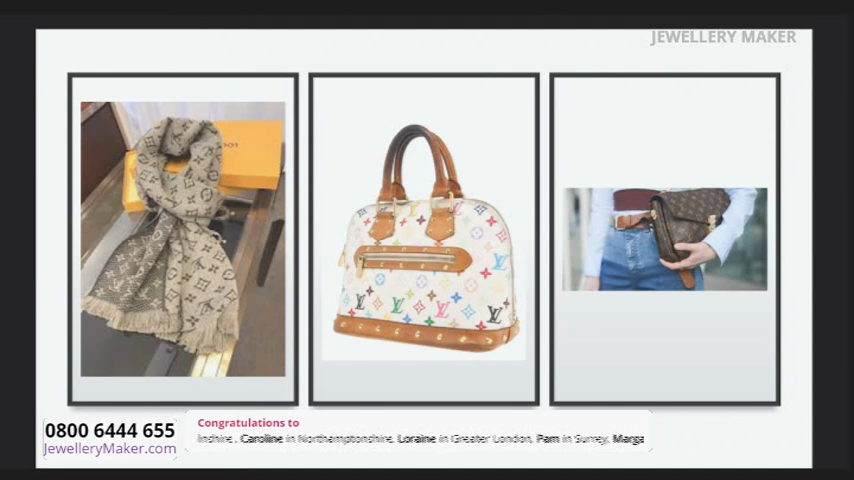 JEWELLERY MAKER
0800 6444 655
JewelleryMaker.com
Congratulations to
Caroline in Northamptonshire, Loraine in Greater London, Pam in Surrey, Marga